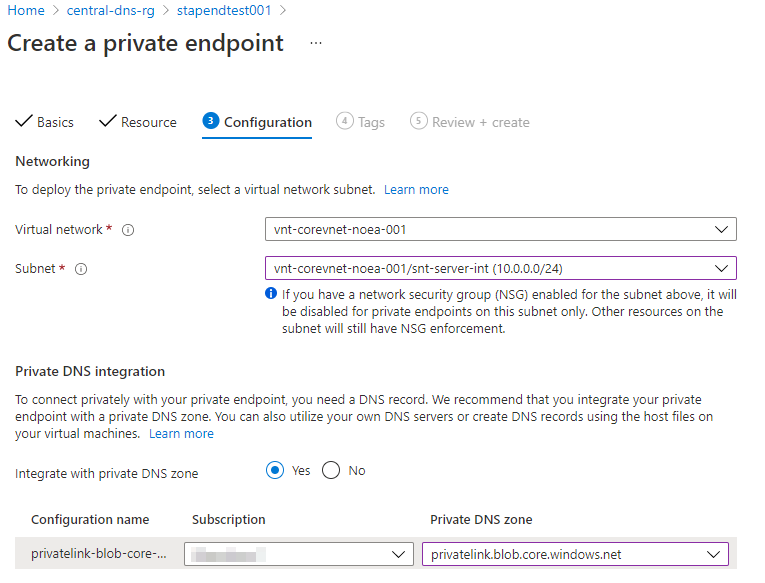 Home > central-dns-rg > stapendtest001 >
Create a private endpoint ...
Basics Resource 3 Configuration 4 Tags 5 Review + create
Networking
To deploy the private endpoint, select a virtual network subnet. Learn more
Virtual network * vnt-corevnet-noea-001
Subnet * vnt-corevnet-noea-001/snt-server-int (10.0.0.0/24)
If you have a network security group (NSG) enabled for the subnet above, it will
be disabled for private endpoints on this subnet only. Other resources on the
subnet will still have NSG enforcement.
Private DNS integration
To connect privately with your private endpoint, you need a DNS record. We recommend that you integrate your private
endpoint with a private DNS zone. You can also utilize your own DNS servers or create DNS records using the host files on
your virtual machines. Learn more
Integrate with private DNS zone Yes No
Configuration name Subscription Private DNS zone
privatelink-blob-core-... privatelink.blob.core.windows.net